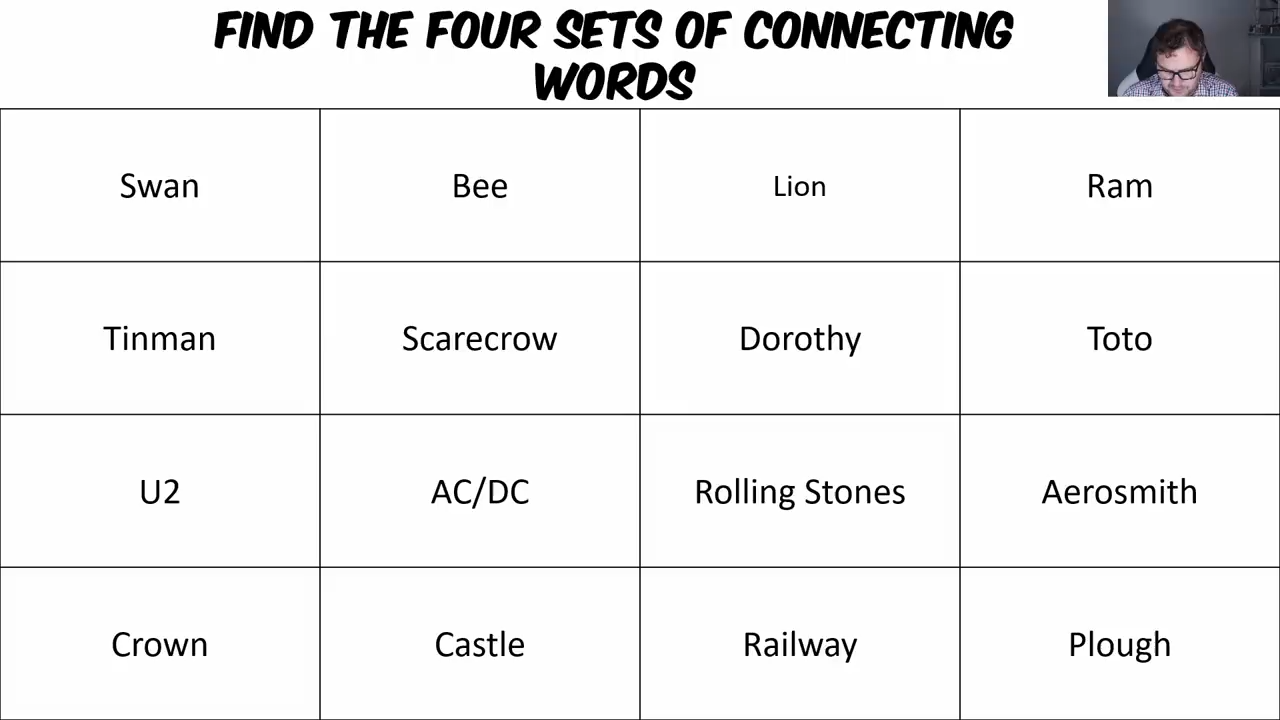 FIND THE FOUR SETS OF CONNECTING
WORDS
Swan Bee Lion Ram
Tinman Scarecrow Dorothy Toto
U2 AC/DC Rolling Stones Aerosmith
Crown Castle Railway Plough